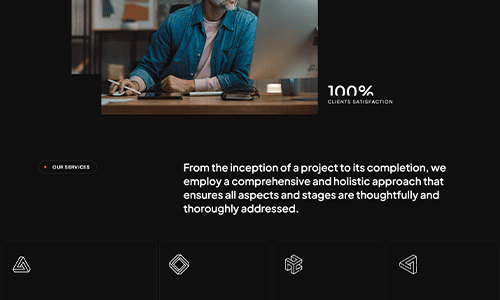 100%
CLIENTS SATISFACTION
OUR SERVICES
From the inception of a project to its completion, we
employ a comprehensive and holistic approach that
ensures all aspects and stages are thoughtfully and
thoroughly addressed.